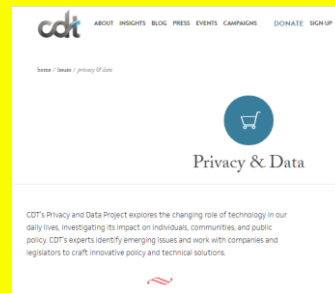 cdt ABOUT INSIGHTS BLOG PRESS EVENTS CAMPAIGNS DONATE SIGN UP
home / issues / privacy & data
Privacy & Data
CDT's Privacy and Data Project explores the changing role of technology in our
daily lives, investigating its impact on individuals, communities, and public
policy. CDT's experts identify emerging issues and work with companies and
legislators to craft innovative policy and technical solutions.